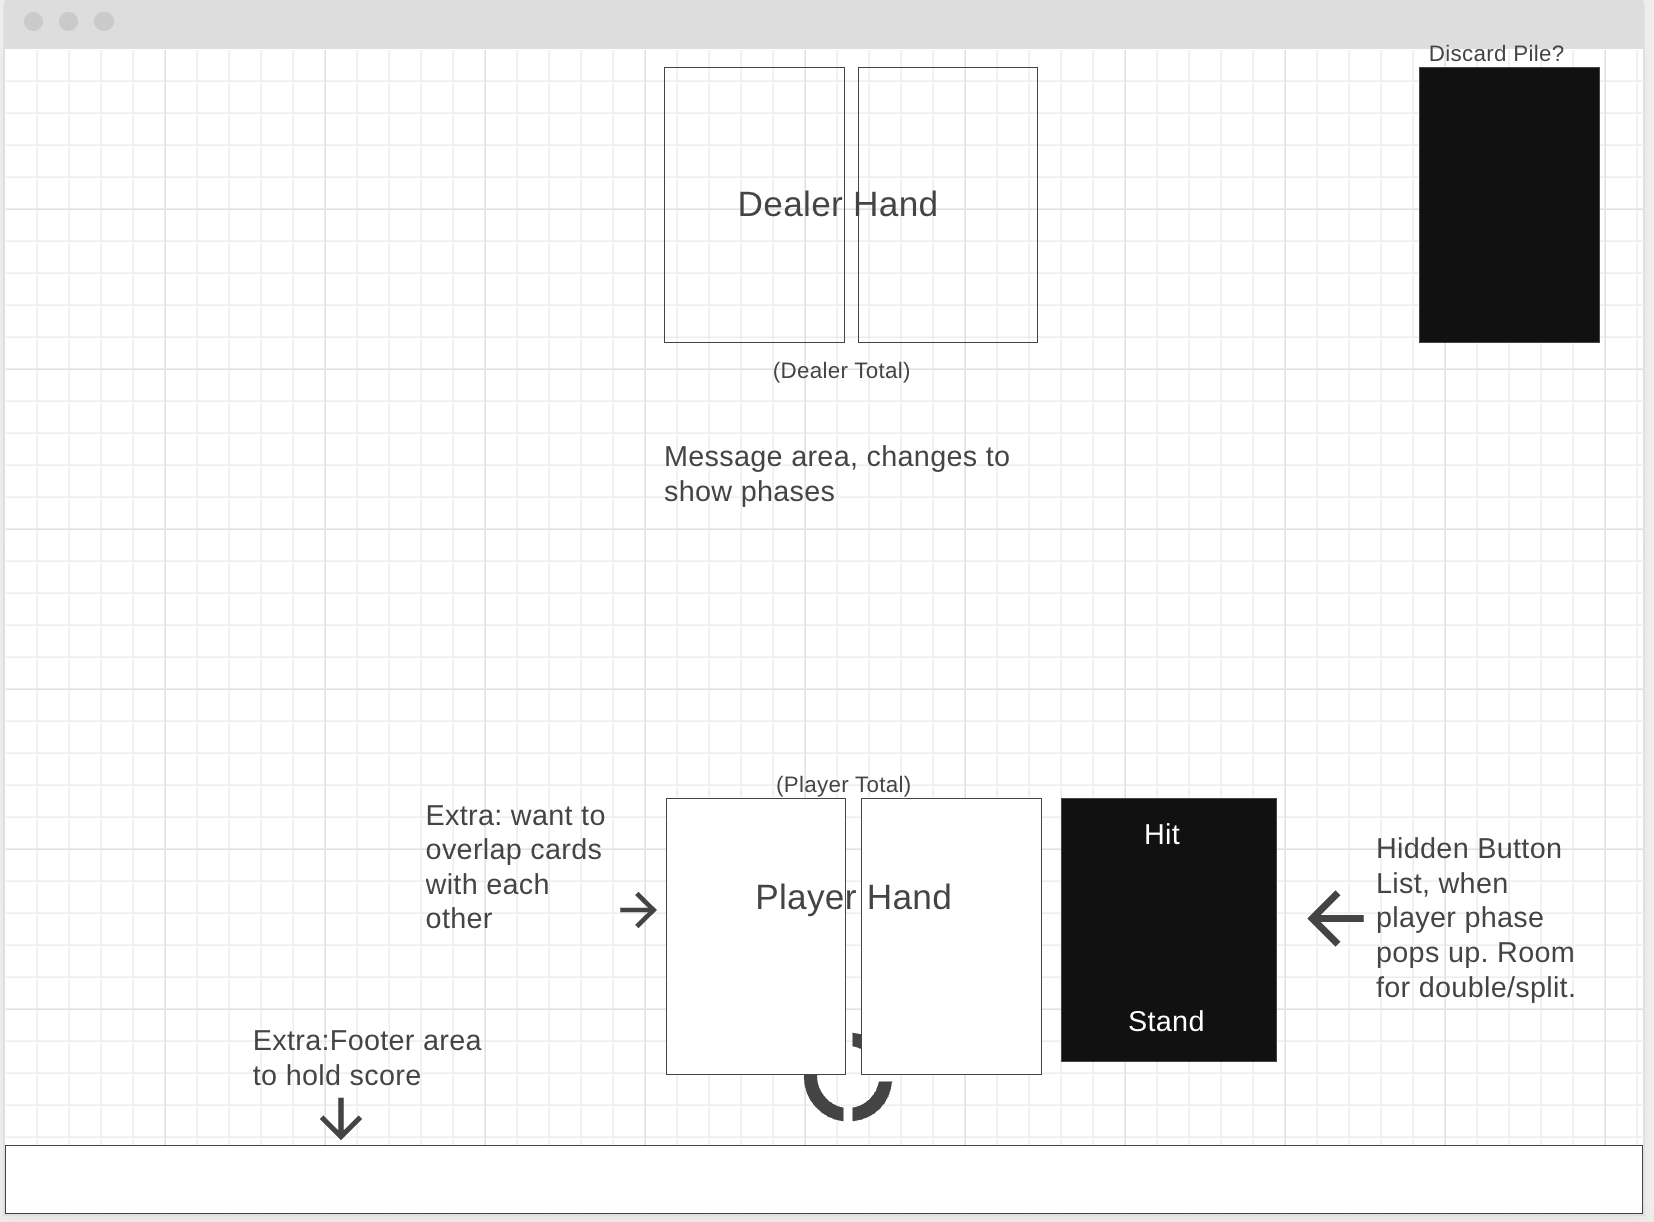 Discard Pile?
Dealer Hand
(Dealer Total)
Message area, changes to
show phases
(Player Total)
Extra: want to
overlap cards
with each
other
Player Hand
Hit
Stand
Hidden Button
List, when
player phase
pops up. Room
for double/split.
Extra:Footer area
to hold score